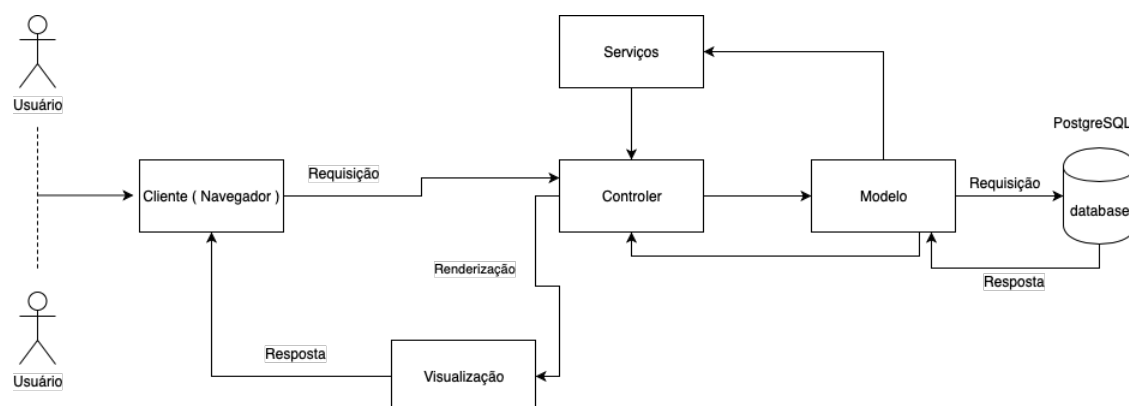 Serviços
Usuário
PostgreSQL
Cliente ( Navegador )
Requisição
Controler
Modelo
Requisição
database
Renderização
Resposta
Resposta
Visualização
Usuário